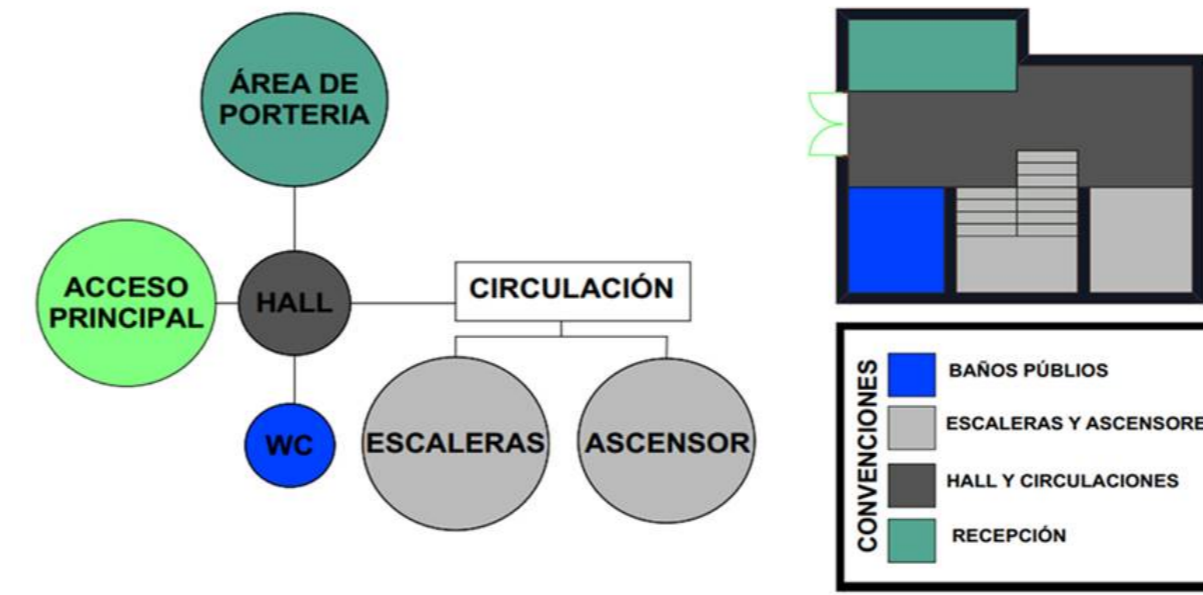 ÁREA DE
PORTERIA
ACCESO
PRINCIPAL
HALL
CIRCULACIÓN
WC
ESCALERAS
ASCENSOR
CONVENCIONES
BAÑOS PÚBLIOS
ESCALERAS Y ASCENSORE
HALL Y CIRCULACIONES
RECEPCIÓN